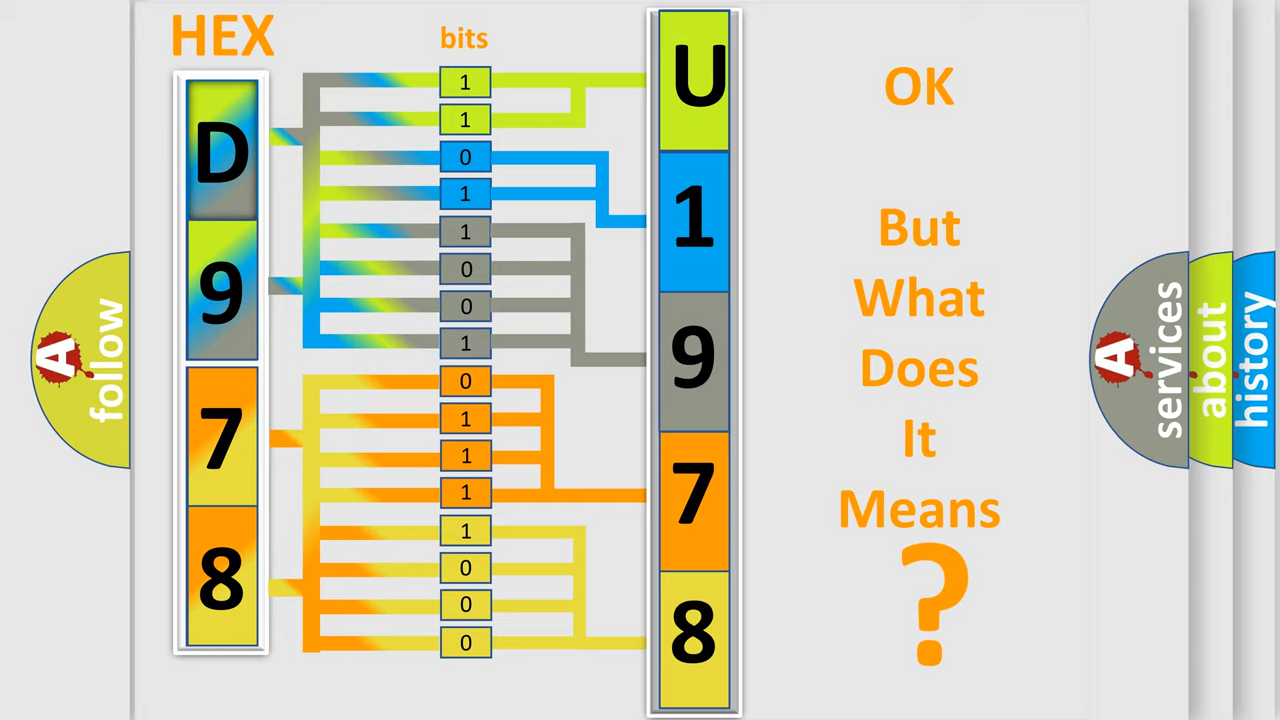 HEX
bits
D
9
7
8
1
1
0
1
1
0
0
1
0
1
1
1
1
0
0
0
U
1
9
7
8
OK
But
What
Does
It
Means
?
A
follow
A
services
about
history